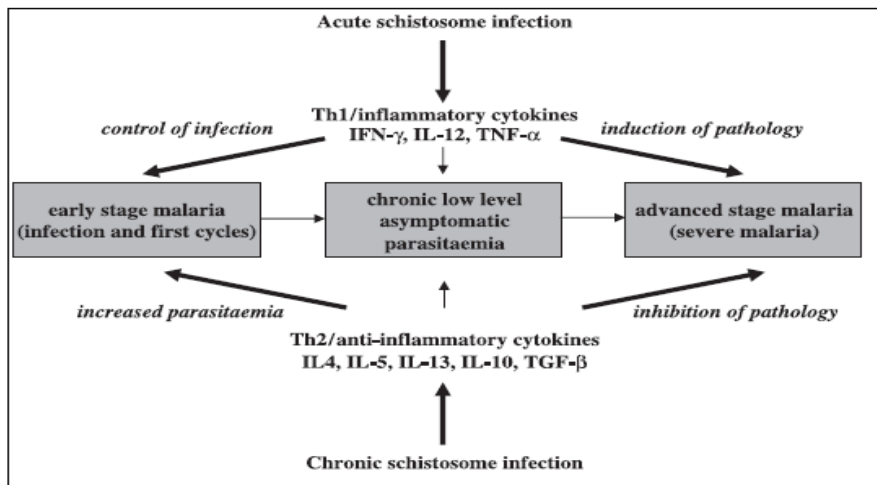 Acute schistosome infection
Th1/inflammatory cytokines
IFN-γ, IL-12, TNF-α
control of infection
induction of pathology
early stage malaria
(infection and first cycles)
chronic low level
asymptomatic
parasitaemia
advanced stage malaria
(severe malaria)
increased parasitaemia
inhibition of pathology
Th2/anti-inflammatory cytokines
IL4, IL-5, IL-13, IL-10, TGF-β
Chronic schistosome infection